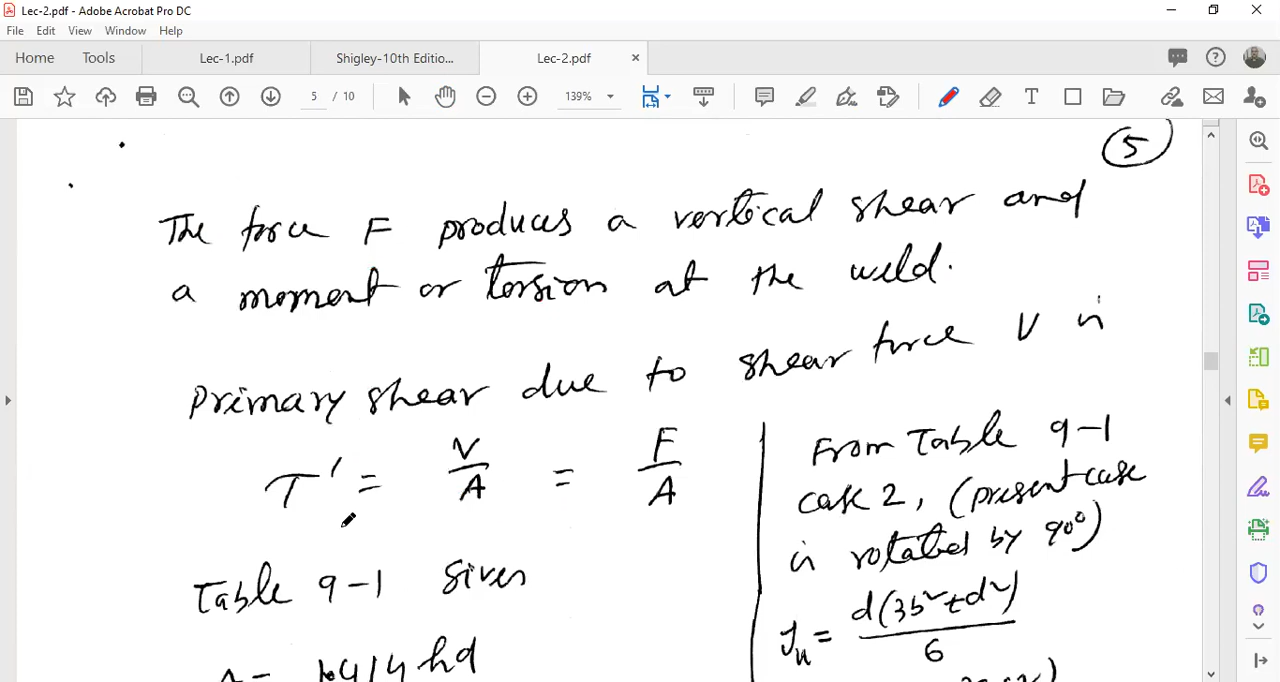 Lec-2.pdf - Adobe Acrobat Pro DC
File Edit View Window Help
Home Tools Lec-1.pdf Shigley-10th Editio... Lec-2.pdf ×
5 / 10 139%
5
The force F produces a vertical shear and
a moment or torsion at the weld.
Primary shear due to shear force V is
τ' = V/A = F/A
Table 9-1 gives
A = 1.414 hd
From Table 9-1
case 2, (present case
is rotated by 90°)
Ju = d(3b²+d²)/6